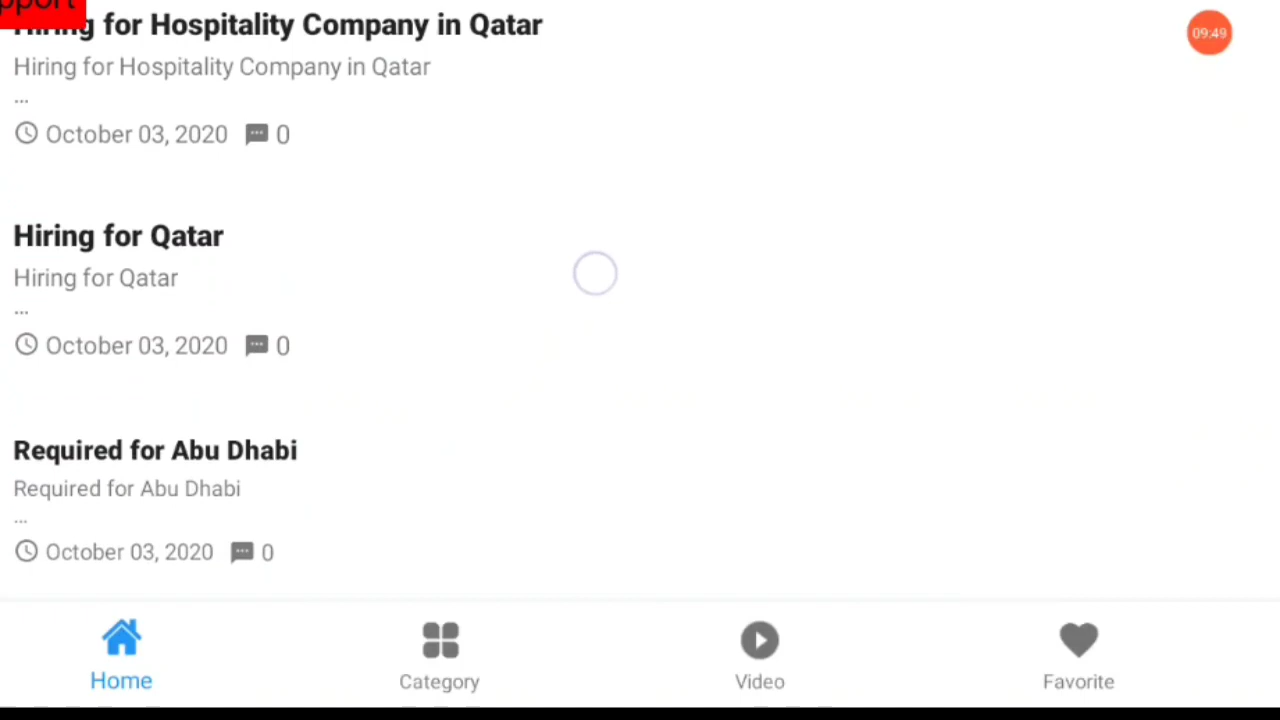 pport
Hiring for Hospitality Company in Qatar
09:49
Hiring for Hospitality Company in Qatar
...
October 03, 2020 0
Hiring for Qatar
Hiring for Qatar
...
October 03, 2020 0
Required for Abu Dhabi
Required for Abu Dhabi
...
October 03, 2020 0
Home
Category
Video
Favorite